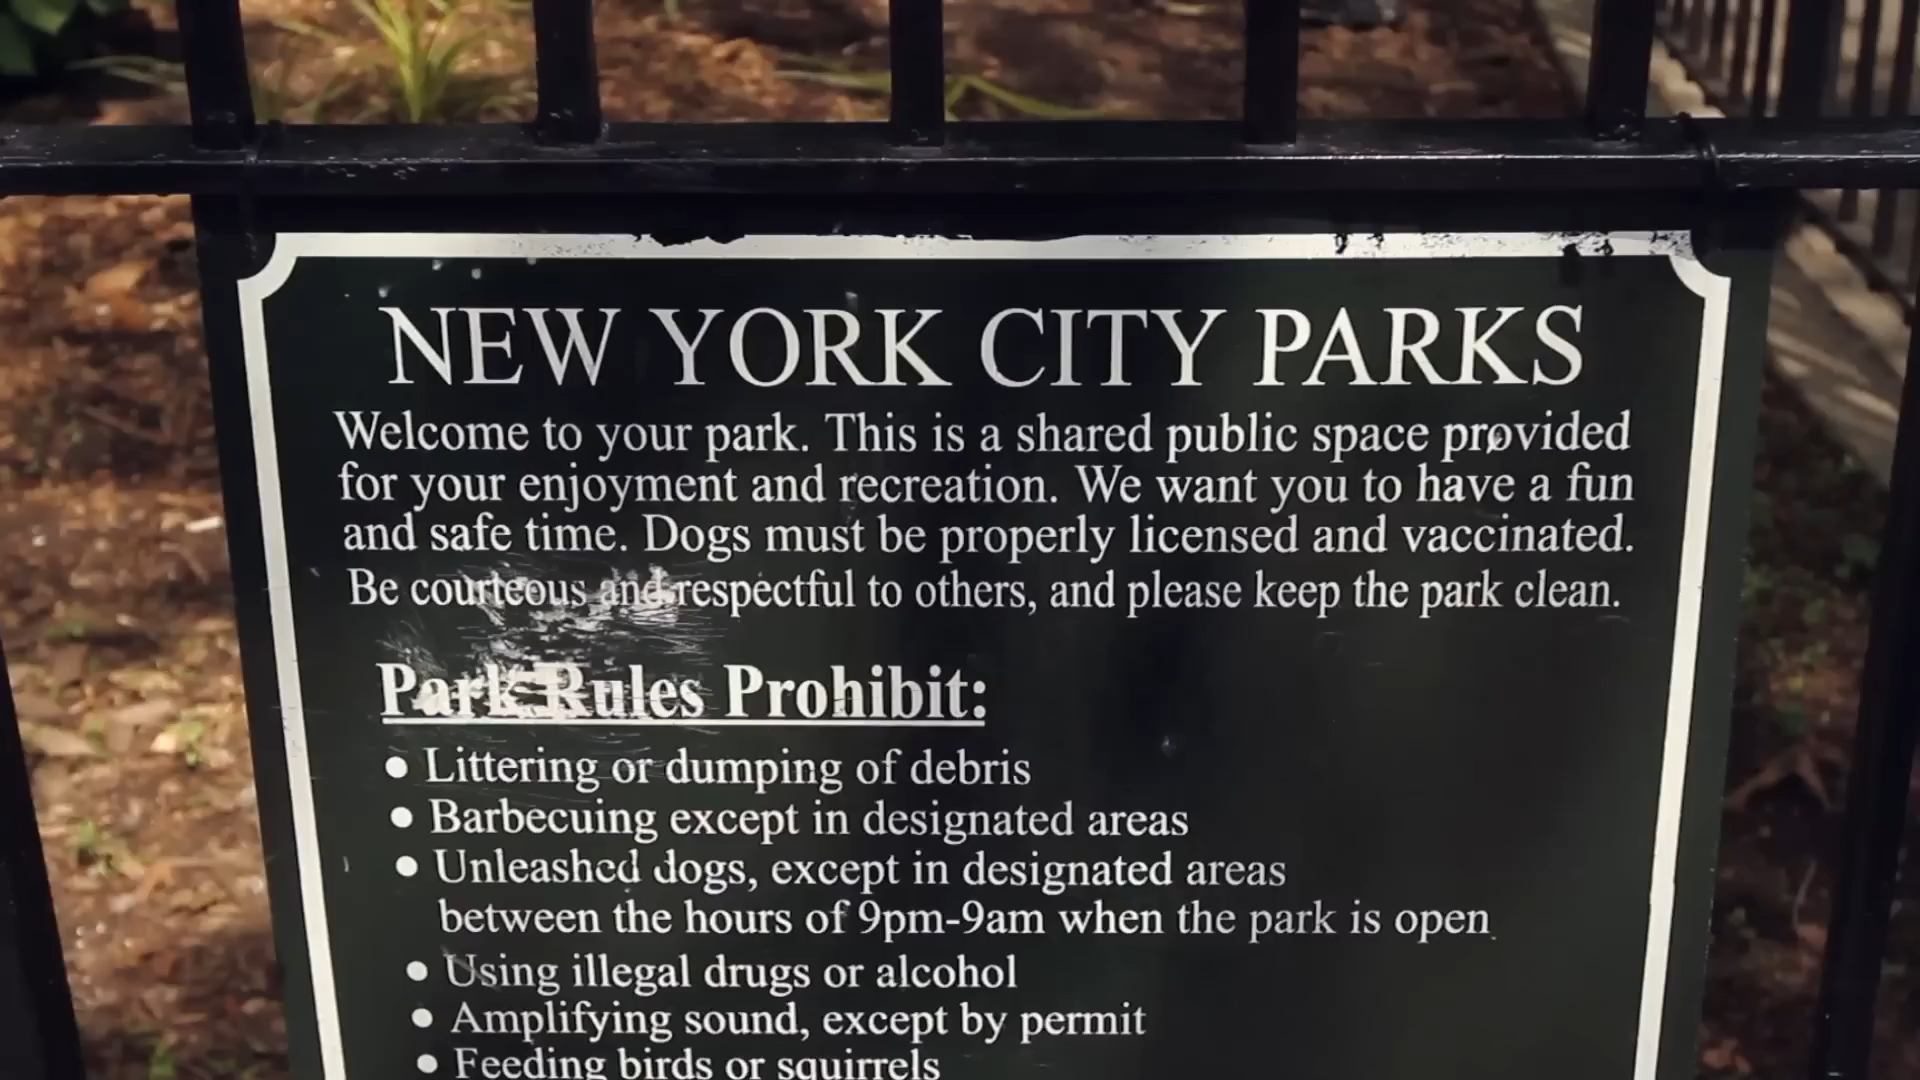 NEW YORK CITY PARKS
Welcome to your park. This is a shared public space provided
for your enjoyment and recreation. We want you to have a fun
and safe time. Dogs must be properly licensed and vaccinated.
Be courteous and respectful to others, and please keep the park clean.
Park Rules Prohibit:
● Littering or dumping of debris
● Barbecuing except in designated areas
● Unleashed dogs, except in designated areas
between the hours of 9pm-9am when the park is open
● Using illegal drugs or alcohol
● Amplifying sound, except by permit
● Feeding birds or squirrels